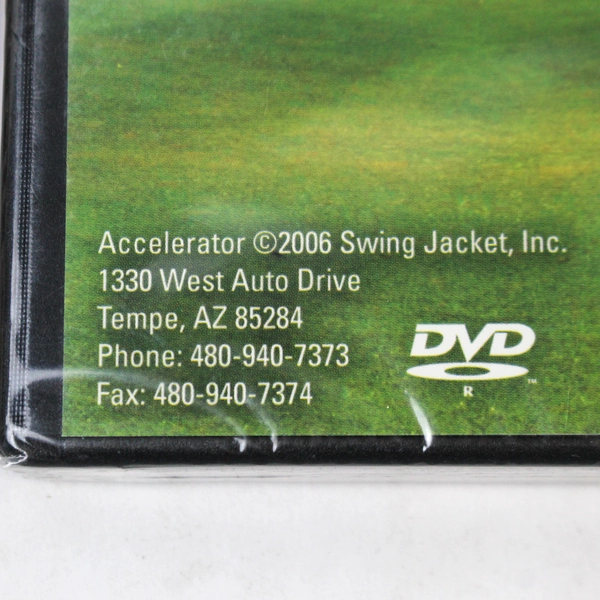 Accelerator ©2006 Swing Jacket, Inc.
1330 West Auto Drive
Tempe, AZ 85284
Phone: 480-940-7373
Fax: 480-940-7374
DVD
R ™